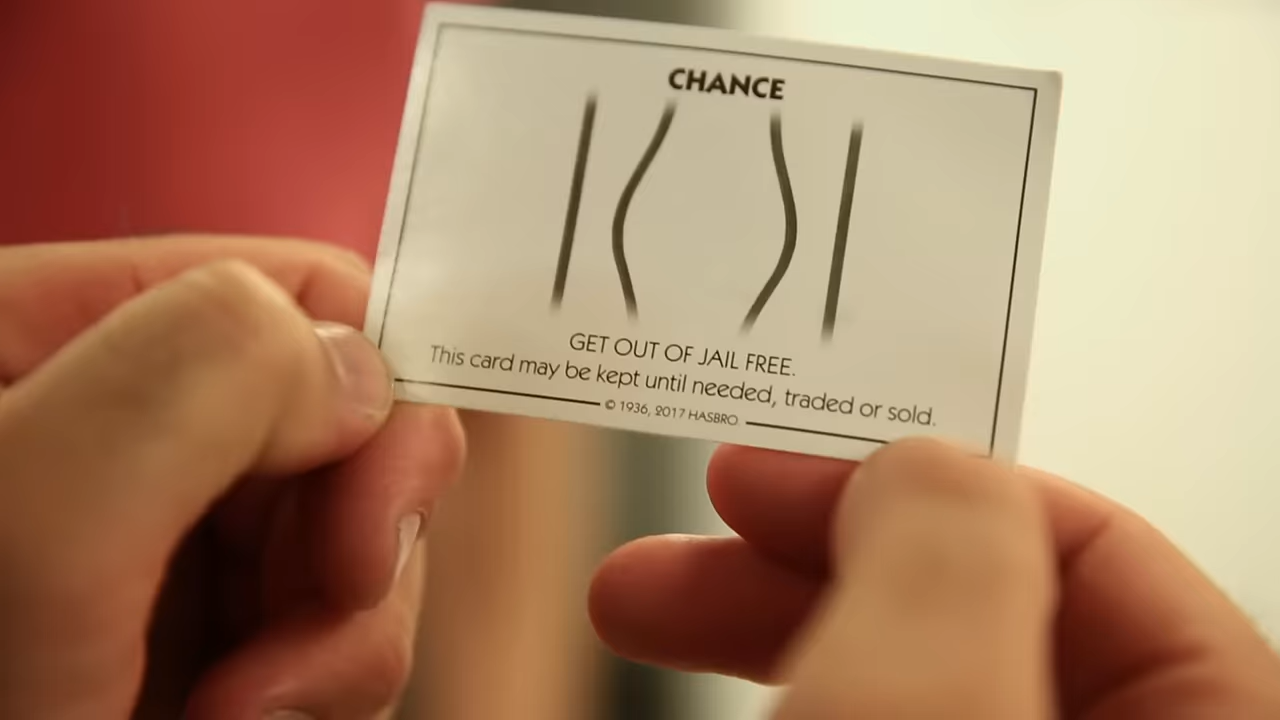 CHANCE
GET OUT OF JAIL FREE.
This card may be kept until needed, traded or sold.
© 1936, 2017 HASBRO.